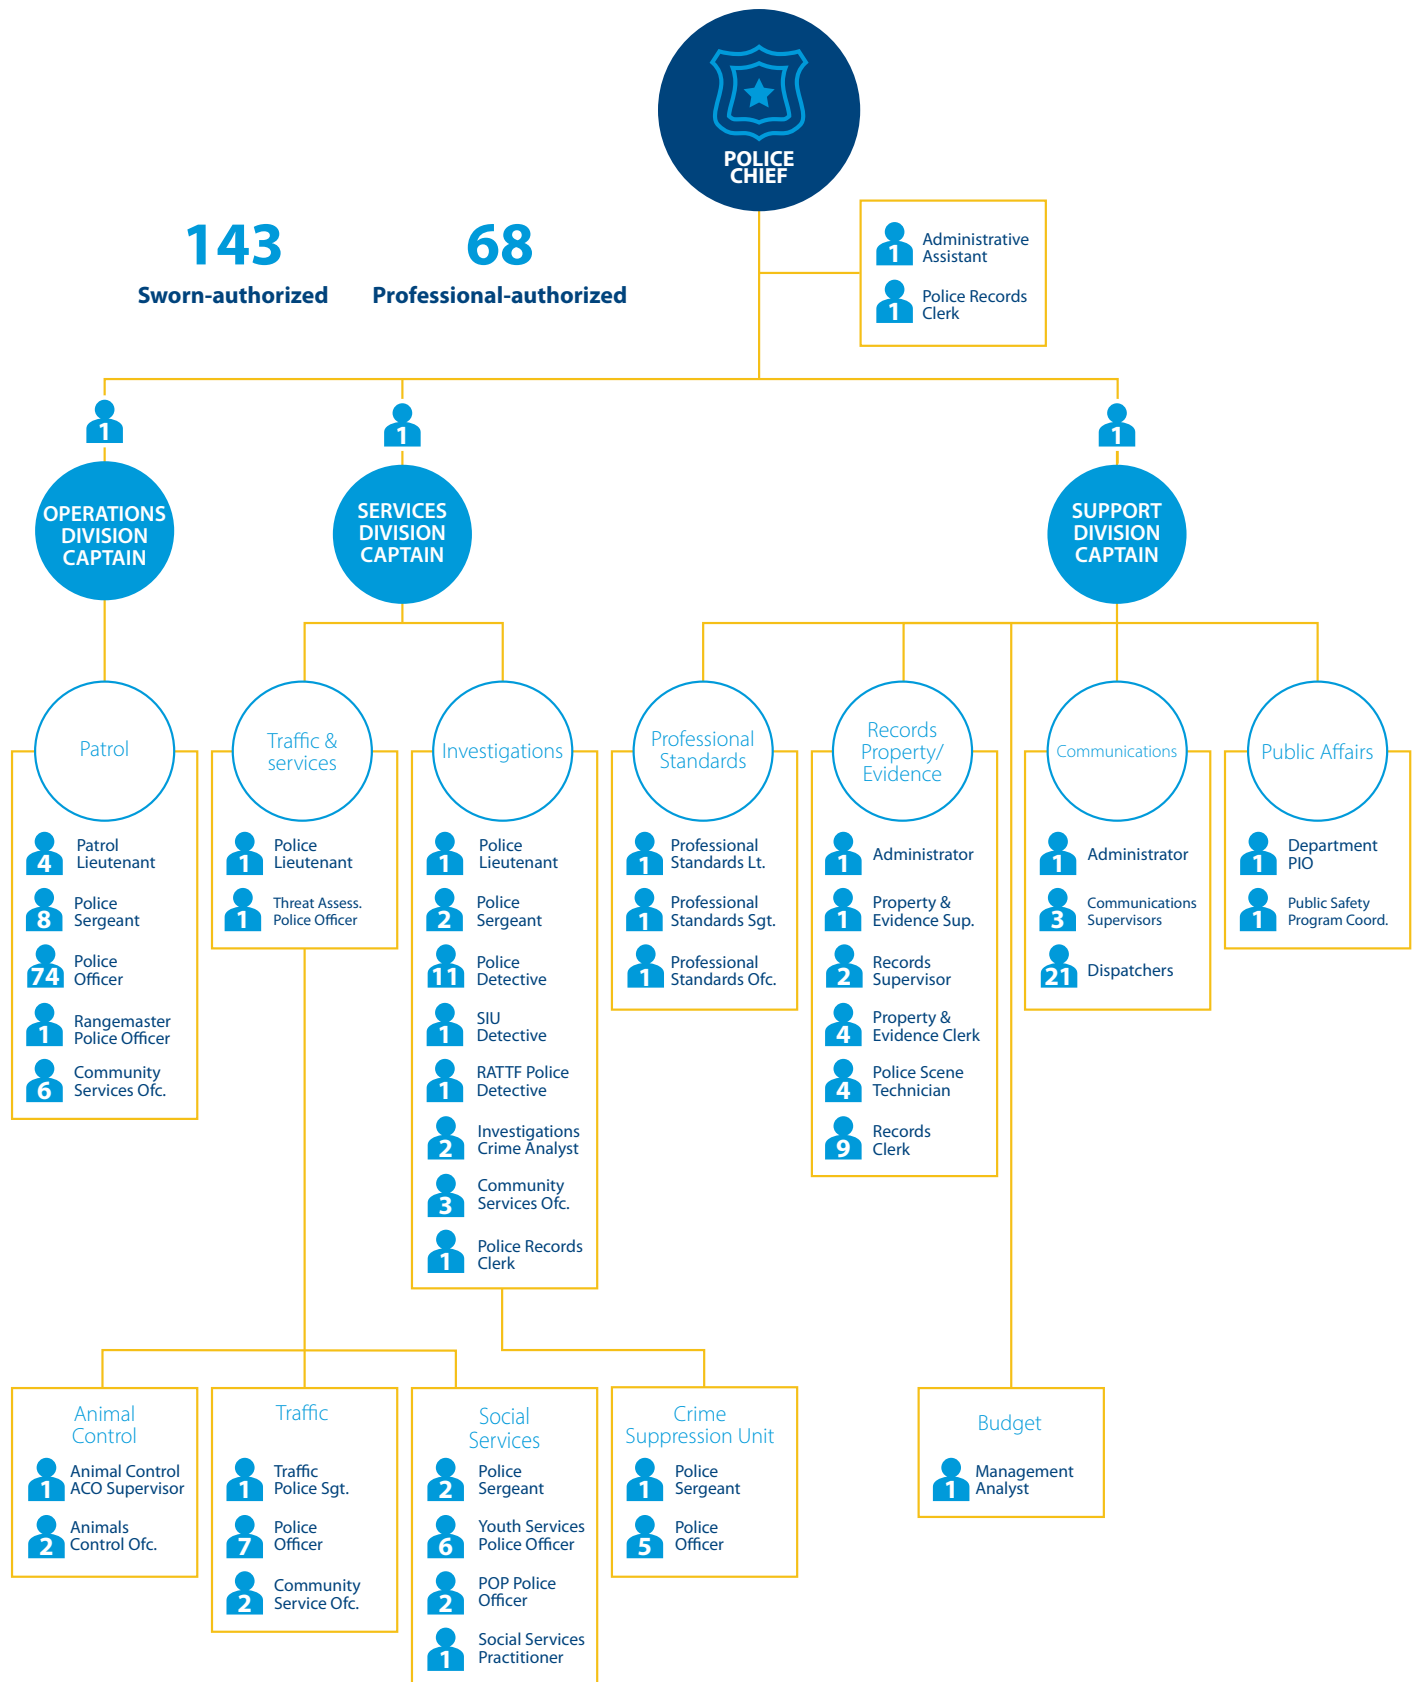 POLICE
CHIEF
143
Sworn-authorized
68
Professional-authorized
1
Administrative
Assistant
1
Police Records
Clerk
1
OPERATIONS
DIVISION
CAPTAIN
1
SERVICES
DIVISION
CAPTAIN
1
SUPPORT
DIVISION
CAPTAIN
Patrol
4
Patrol
Lieutenant
8
Police
Sergeant
74
Police
Officer
1
Rangemaster
Police Officer
6
Community
Services Ofc.
Traffic &
services
1
Police
Lieutenant
1
Threat Assess.
Police Officer
Investigations
1
Police
Lieutenant
2
Police
Sergeant
11
Police
Detective
1
SIU
Detective
1
RATTF Police
Detective
2
Investigations
Crime Analyst
3
Community
Services Ofc.
1
Police Records
Clerk
Professional
Standards
1
Professional
Standards Lt.
1
Professional
Standards Sgt.
1
Professional
Standards Ofc.
Records
Property/
Evidence
1
Administrator
1
Property &
Evidence Sup.
2
Records
Supervisor
4
Property &
Evidence Clerk
4
Police Scene
Technician
9
Records
Clerk
Communications
1
Administrator
3
Communications
Supervisors
21
Dispatchers
Public Affairs
1
Department
PIO
1
Public Safety
Program Coord.
Animal
Control
1
Animal Control
ACO Supervisor
2
Animals
Control Ofc.
Traffic
1
Traffic
Police Sgt.
7
Police
Officer
2
Community
Service Ofc.
Social
Services
2
Police
Sergeant
6
Youth Services
Police Officer
2
POP Police
Officer
1
Social Services
Practitioner
Crime
Suppression Unit
1
Police
Sergeant
5
Police
Officer
Budget
1
Management
Analyst